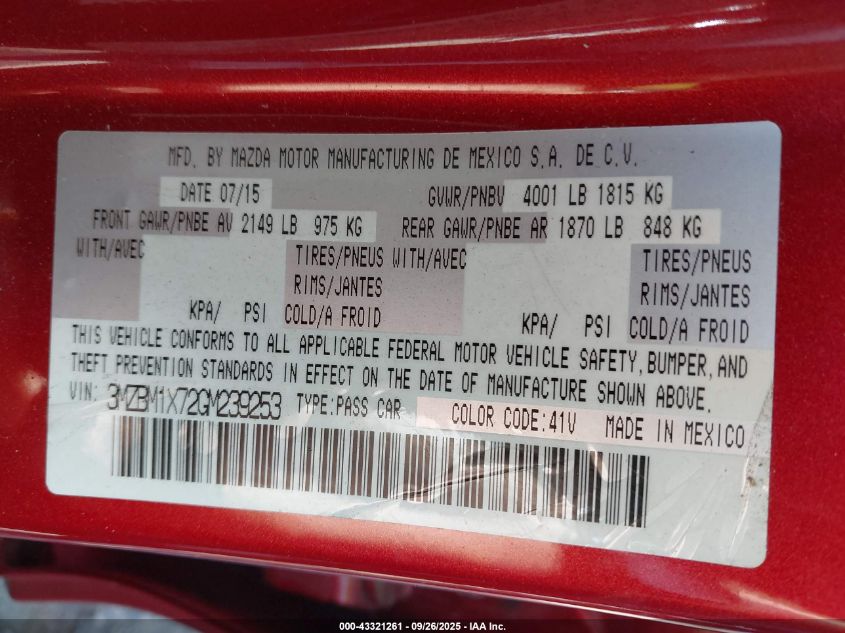 MFD. BY MAZDA MOTOR MANUFACTURING DE MEXICO S.A. DE C.V.
DATE 07/15 GVWR/PNBV 4001 LB 1815 KG
FRONT GAWR/PNBE AV 2149 LB 975 KG REAR GAWR/PNBE AR 1870 LB 848 KG
WITH/AVEC TIRES/PNEUS WITH/AVEC TIRES/PNEUS
RIMS/JANTES RIMS/JANTES
KPA/ PSI COLD/A FROID KPA/ PSI COLD/A FROID
THIS VEHICLE CONFORMS TO ALL APPLICABLE FEDERAL MOTOR VEHICLE SAFETY, BUMPER, AND
THEFT PREVENTION STANDARDS IN EFFECT ON THE DATE OF MANUFACTURE SHOWN ABOVE.
VIN: 3MZBM1X72GM239253 TYPE:PASS CAR COLOR CODE:41V MADE IN MEXICO
000-43321261 - 09/26/2025 - IAA Inc.